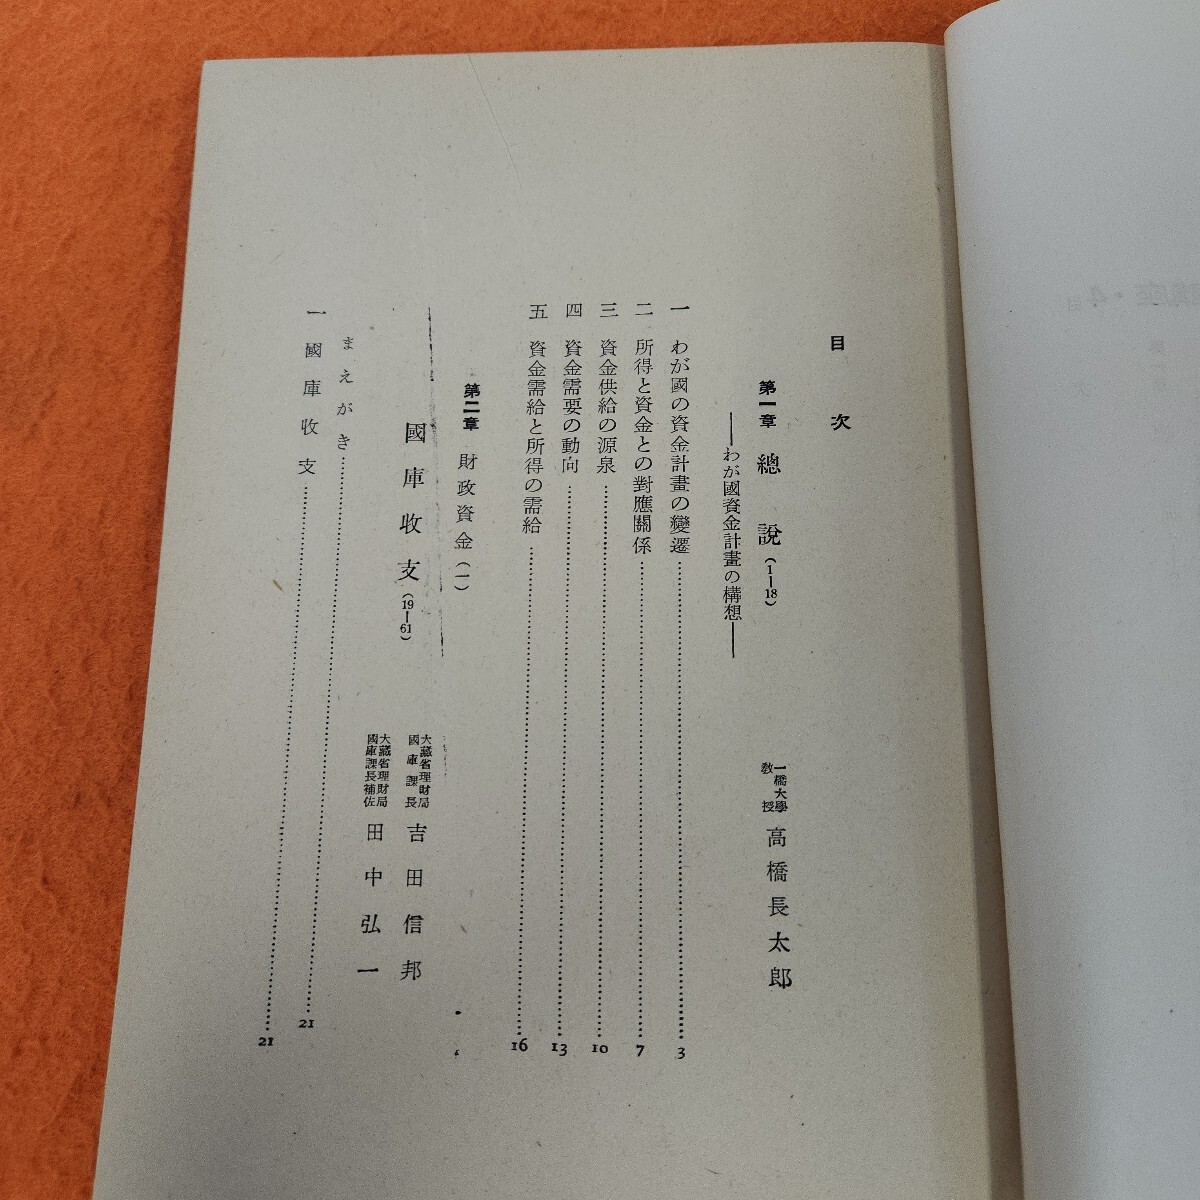 目次
第一章 總說(1—18)
一橋大學教授 高橋長太郎
——わが國資金計畫の構想——
一 わが國の資金計畫の變遷……3
二 所得と資金との對應關係……7
三 資金供給の源泉……10
四 資金需要の動向……13
五 資金需給と所得の需給……16
第二章 財政資金(一)
國庫收支(19—61)
大藏省理財局國庫課長 吉田信邦
大藏省理財局國庫課長補佐 田中弘一
まえがき……21
一 國庫收支……21